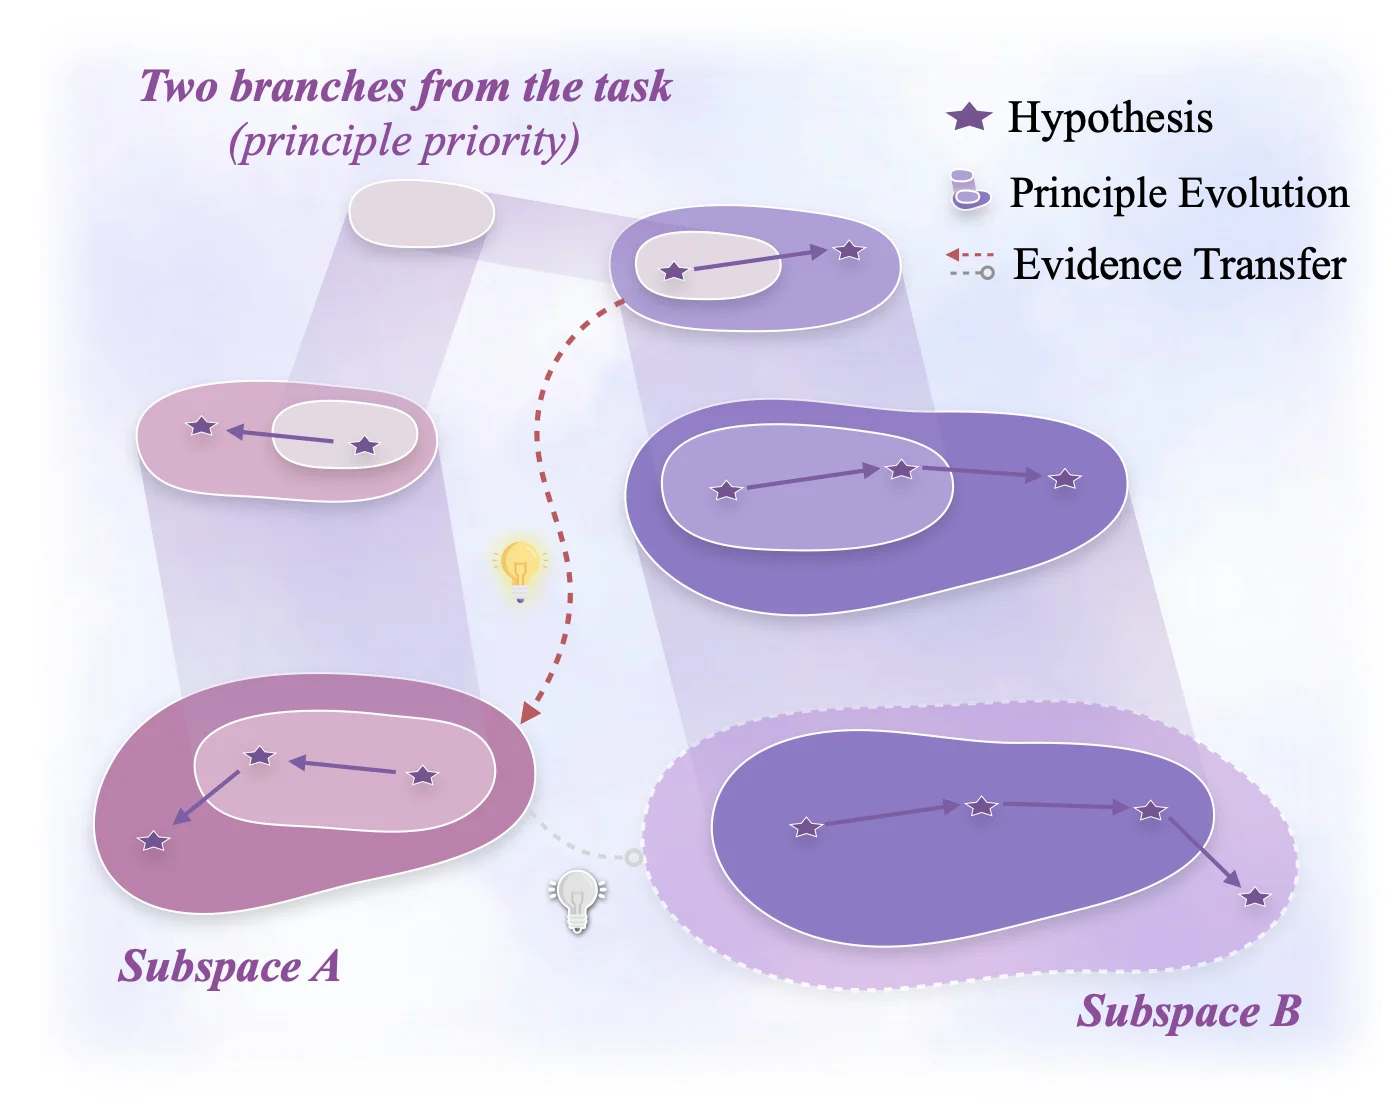 Two branches from the task
(principle priority)
Hypothesis
Principle Evolution
Evidence Transfer
Subspace A
Subspace B